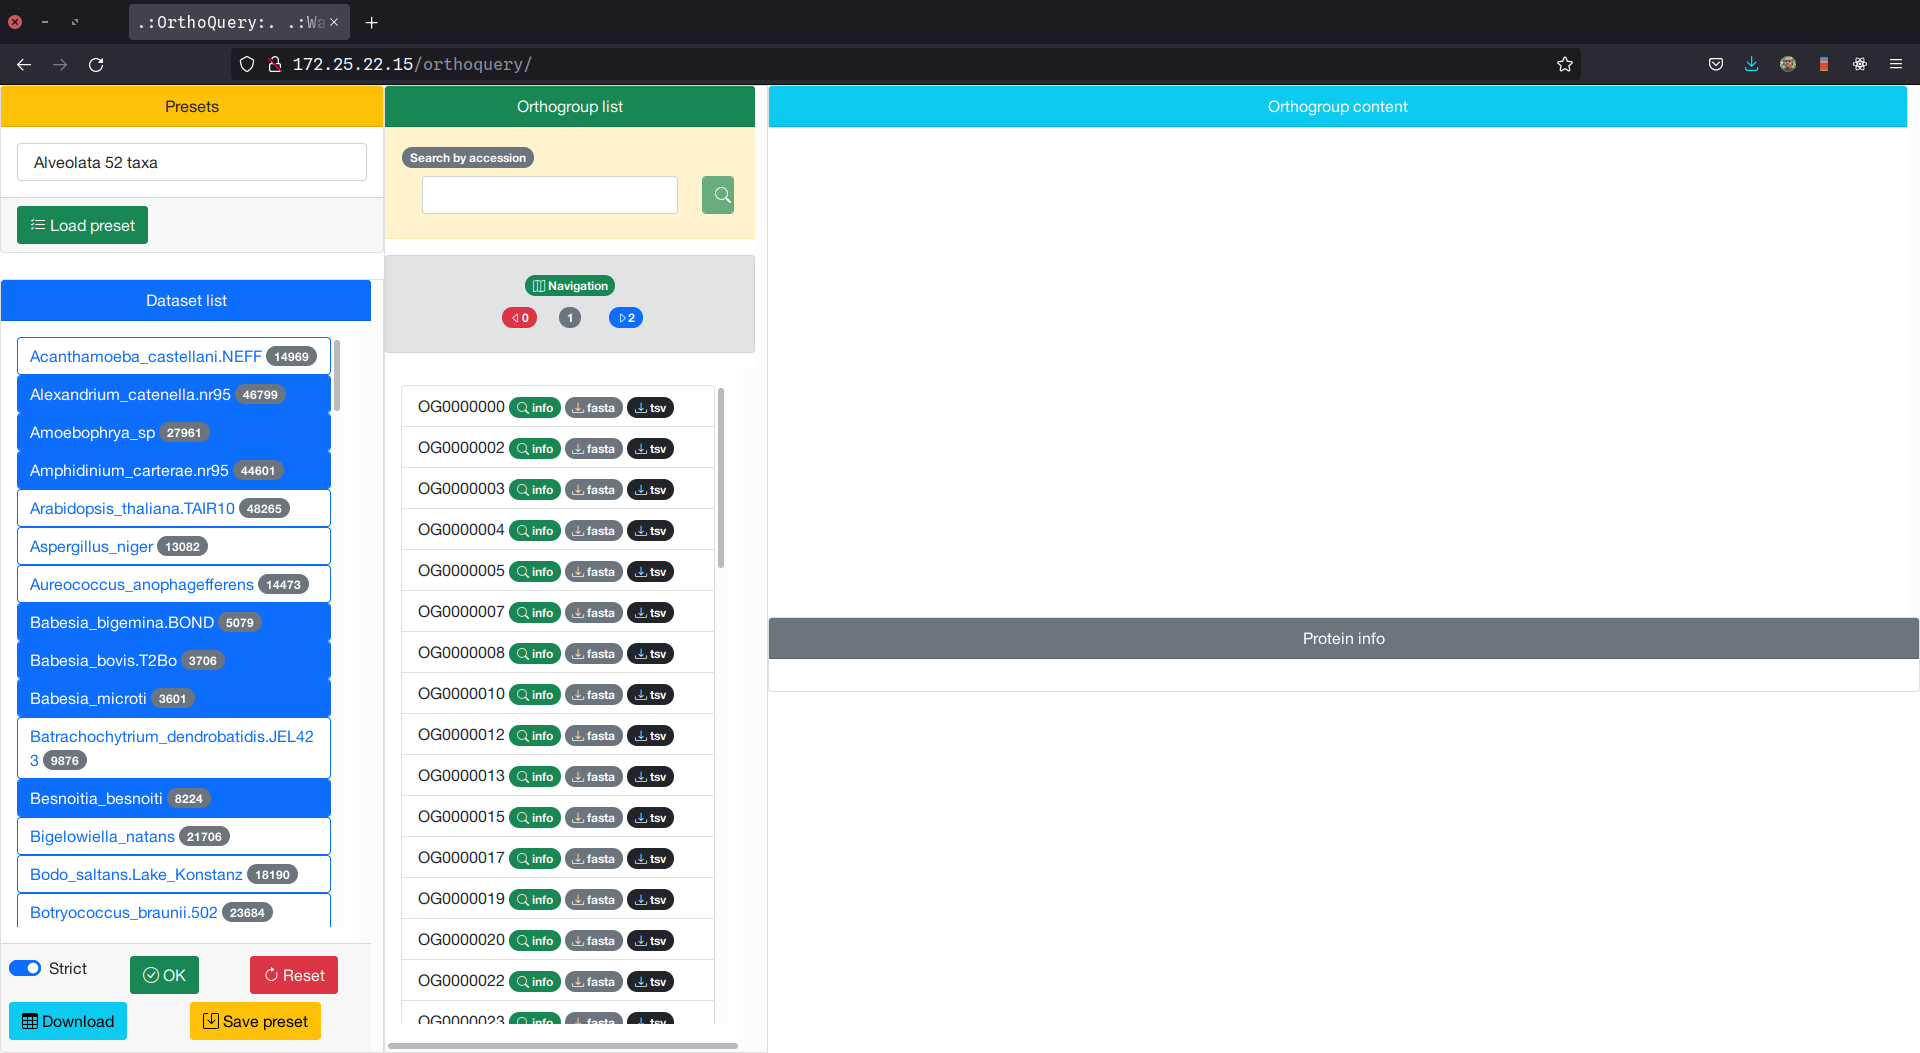 .:OrthoQuery:. .:Wa
172.25.22.15/orthoquery/
Presets
Alveolata 52 taxa
Load preset
Dataset list
Acanthamoeba_castellani.NEFF 14969
Alexandrium_catenella.nr95 46799
Amoebophrya_sp 27961
Amphidinium_carterae.nr95 44601
Arabidopsis_thaliana.TAIR10 48265
Aspergillus_niger 13082
Aureococcus_anophagefferens 14473
Babesia_bigemina.BOND 5079
Babesia_bovis.T2Bo 3706
Babesia_microti 3601
Batrachochytrium_dendrobatidis.JEL42
3 9876
Besnoitia_besnoiti 8224
Bigelowiella_natans 21706
Bodo_saltans.Lake_Konstanz 18190
Botryococcus_braunii.502 23684
Strict
OK
Reset
Download
Save preset
Orthogroup list
Search by accession
Navigation
0 1 2
OG0000000 info fasta tsv
OG0000002 info fasta tsv
OG0000003 info fasta tsv
OG0000004 info fasta tsv
OG0000005 info fasta tsv
OG0000007 info fasta tsv
OG0000008 info fasta tsv
OG0000010 info fasta tsv
OG0000012 info fasta tsv
OG0000013 info fasta tsv
OG0000015 info fasta tsv
OG0000017 info fasta tsv
OG0000019 info fasta tsv
OG0000020 info fasta tsv
OG0000022 info fasta tsv
OG0000023 info fasta tsv
Orthogroup content
Protein info